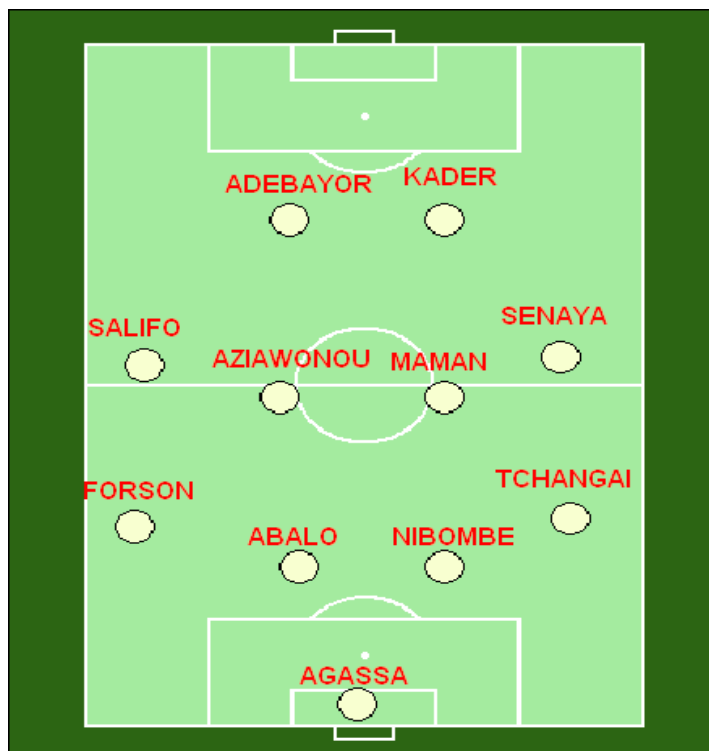 ADEBAYOR
KADER
SALIFO
SENAYA
AZIAWONOU
MAMAN
FORSON
TCHANGAI
ABALO
NIBOMBE
AGASSA